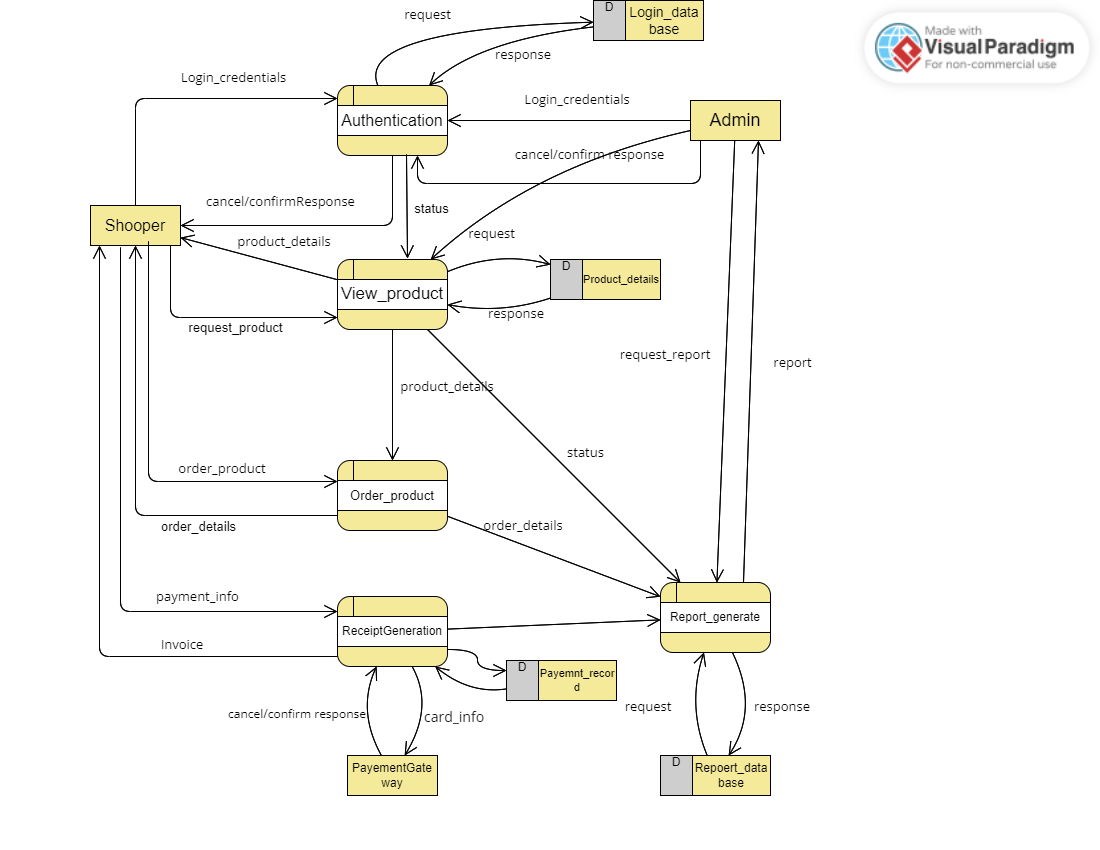 request
D
Login_data
base
Made with
VisualParadigm
For non-commercial use
response
Login_credentials
Login_credentials
Authentication
Admin
cancel/confirm response
cancel/confirmResponse
status
Shooper
product_details
request
View_product
D
Product_details
response
request_product
request_report
report
product_details
status
order_product
Order_product
order_details
order_details
payment_info
Report_generate
ReceiptGeneration
Invoice
D
Payemnt_recor
d
cancel/confirm response
card_info
request
response
PayementGate
way
D
Repoert_data
base